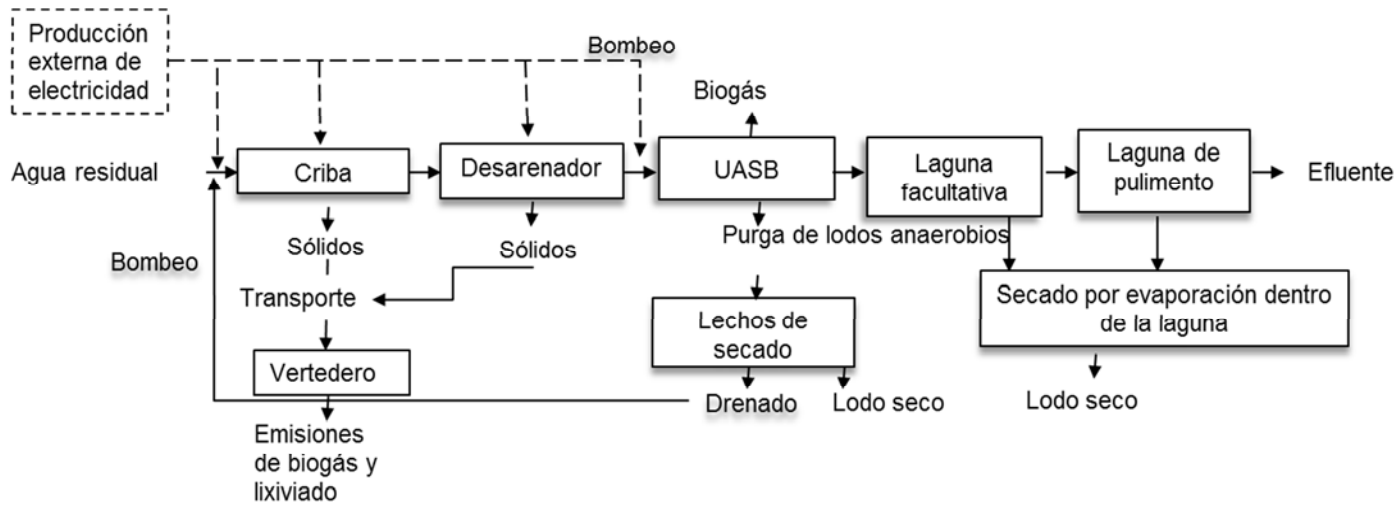 Producción
externa de
electricidad
Bombeo
Biogás
Agua residual
Criba
Desarenador
UASB
Laguna
facultativa
Laguna de
pulimento
Efluente
Sólidos
Sólidos
Purga de lodos anaerobios
Bombeo
Transporte
Lechos de
secado
Secado por evaporación dentro
de la laguna
Vertedero
Drenado
Lodo seco
Lodo seco
Emisiones
de biogás y
lixiviado